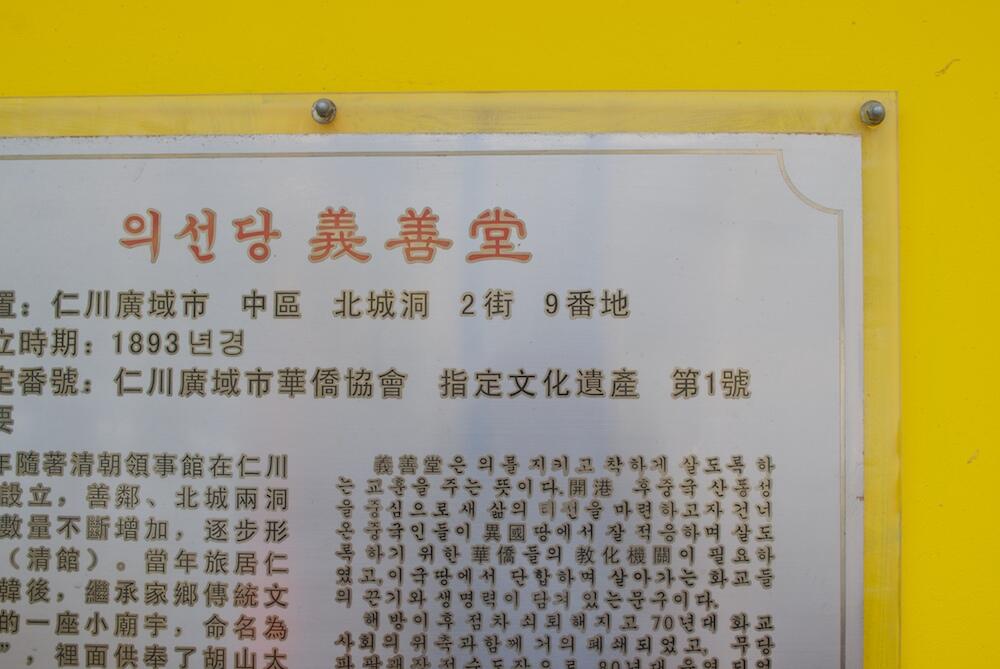 의선당 義善堂
置: 仁川廣域市 中區 北城洞 2街 9番地
立時期: 1893년경
定番號: 仁川廣域市華僑協會 指定文化遺產 第1號
要
年隨著清朝領事館在仁川
設立，善鄰、北城兩洞
數量不斷增加，逐步形
（清館）。當年旅居仁
韓後，繼承家鄉傳統文
的一座小廟宇，命名為
”，裡面供奉了胡山太
義善堂은 의를 지키고 착하게 살도록 하
는 교훈을 주는 뜻이다.開港 후중국 산동성
을 중심으로 새 삶의 터전을 마련하고자 건너
온 중국인들이 異國 땅에서 잘 적응하며 살도
록 하기 위한 華僑들의 敎化機關이 필요하
였고,이국땅에서 단합하며 살아가는 화교들
의 끈기와 생명력이 담겨 있는문구이다.
해방이후 점차 쇠퇴해지고 70년대 화교
사회의 위축과 함께 거의 폐쇄되었고, 무당